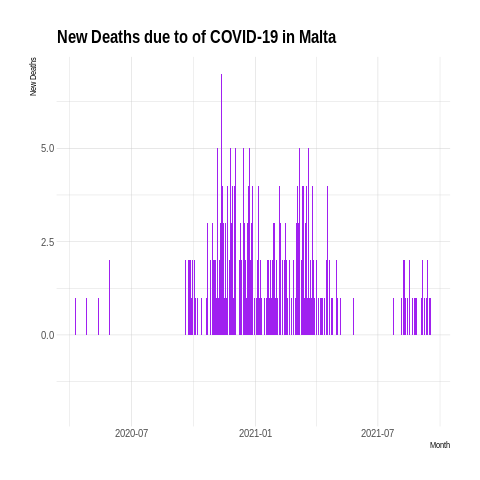 New Deaths due to of COVID-19 in Malta
New Deaths
5.0
2.5
0.0
2020-07
2021-01
2021-07
Month